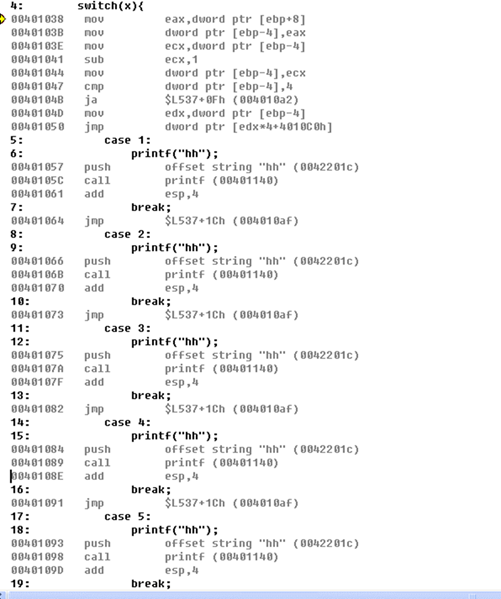 4:       switch(x){
00401038   mov         eax,dword ptr [ebp+8]
0040103B   mov         dword ptr [ebp-4],eax
0040103E   mov         ecx,dword ptr [ebp-4]
00401041   sub         ecx,1
00401044   mov         dword ptr [ebp-4],ecx
00401047   cmp         dword ptr [ebp-4],4
0040104B   ja          $L537+0Fh (004010a2)
0040104D   mov         edx,dword ptr [ebp-4]
00401050   jmp         dword ptr [edx*4+4010C0h]
5:           case 1:
6:               printf("hh");
00401057   push        offset string "hh" (0042201c)
0040105C   call        printf (00401140)
00401061   add         esp,4
7:               break;
00401064   jmp         $L537+1Ch (004010af)
8:           case 2:
9:               printf("hh");
00401066   push        offset string "hh" (0042201c)
0040106B   call        printf (00401140)
00401070   add         esp,4
10:              break;
00401073   jmp         $L537+1Ch (004010af)
11:          case 3:
12:              printf("hh");
00401075   push        offset string "hh" (0042201c)
0040107A   call        printf (00401140)
0040107F   add         esp,4
13:              break;
00401082   jmp         $L537+1Ch (004010af)
14:          case 4:
15:              printf("hh");
00401084   push        offset string "hh" (0042201c)
00401089   call        printf (00401140)
0040108E   add         esp,4
16:              break;
00401091   jmp         $L537+1Ch (004010af)
17:          case 5:
18:              printf("hh");
00401093   push        offset string "hh" (0042201c)
00401098   call        printf (00401140)
0040109D   add         esp,4
19:              break;